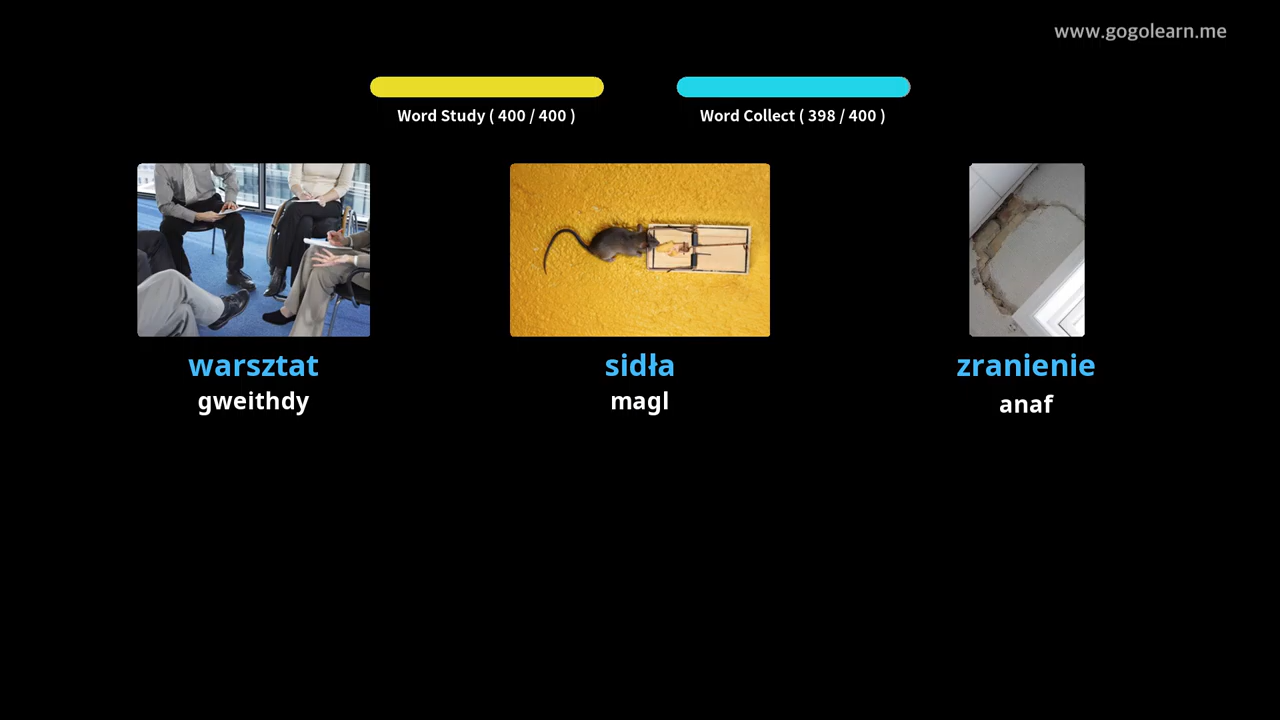 www.gogolearn.me
Word Study ( 400 / 400 )
Word Collect ( 398 / 400 )
warsztat
gweithdy
sidła
magl
zranienie
anaf